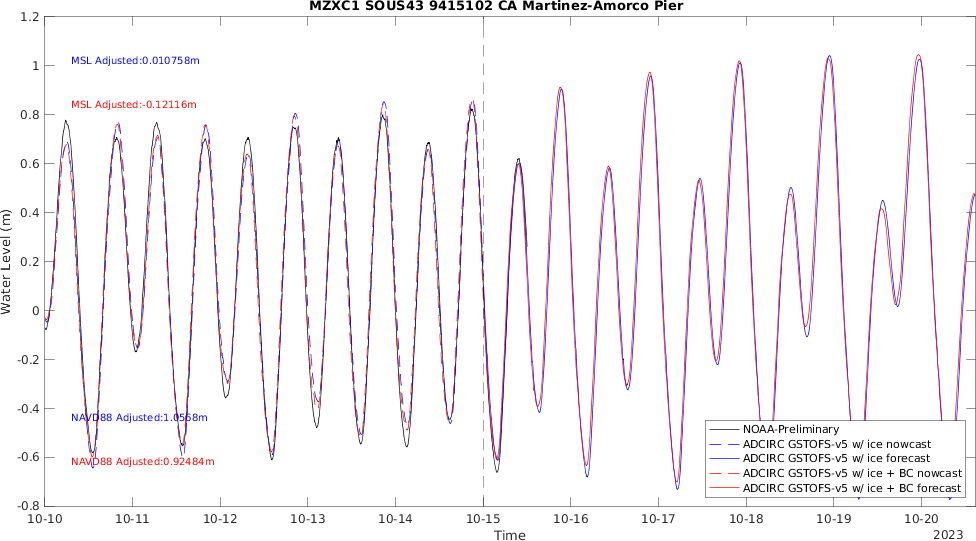 MZXC1 SOUS43 9415102 CA Martinez-Amorco Pier
1.2
1
0.8
0.6
0.4
0.2
0
-0.2
-0.4
-0.6
-0.8
Water Level (m)
MSL Adjusted:0.010758m
MSL Adjusted:-0.12116m
NAVD88 Adjusted:1.0568m
NAVD88 Adjusted:0.92484m
NOAA-Preliminary
ADCIRC GSTOFS-v5 w/ ice nowcast
ADCIRC GSTOFS-v5 w/ ice forecast
ADCIRC GSTOFS-v5 w/ ice + BC nowcast
ADCIRC GSTOFS-v5 w/ ice + BC forecast
10-10 10-11 10-12 10-13 10-14 10-15 10-16 10-17 10-18 10-19 10-20
Time
2023